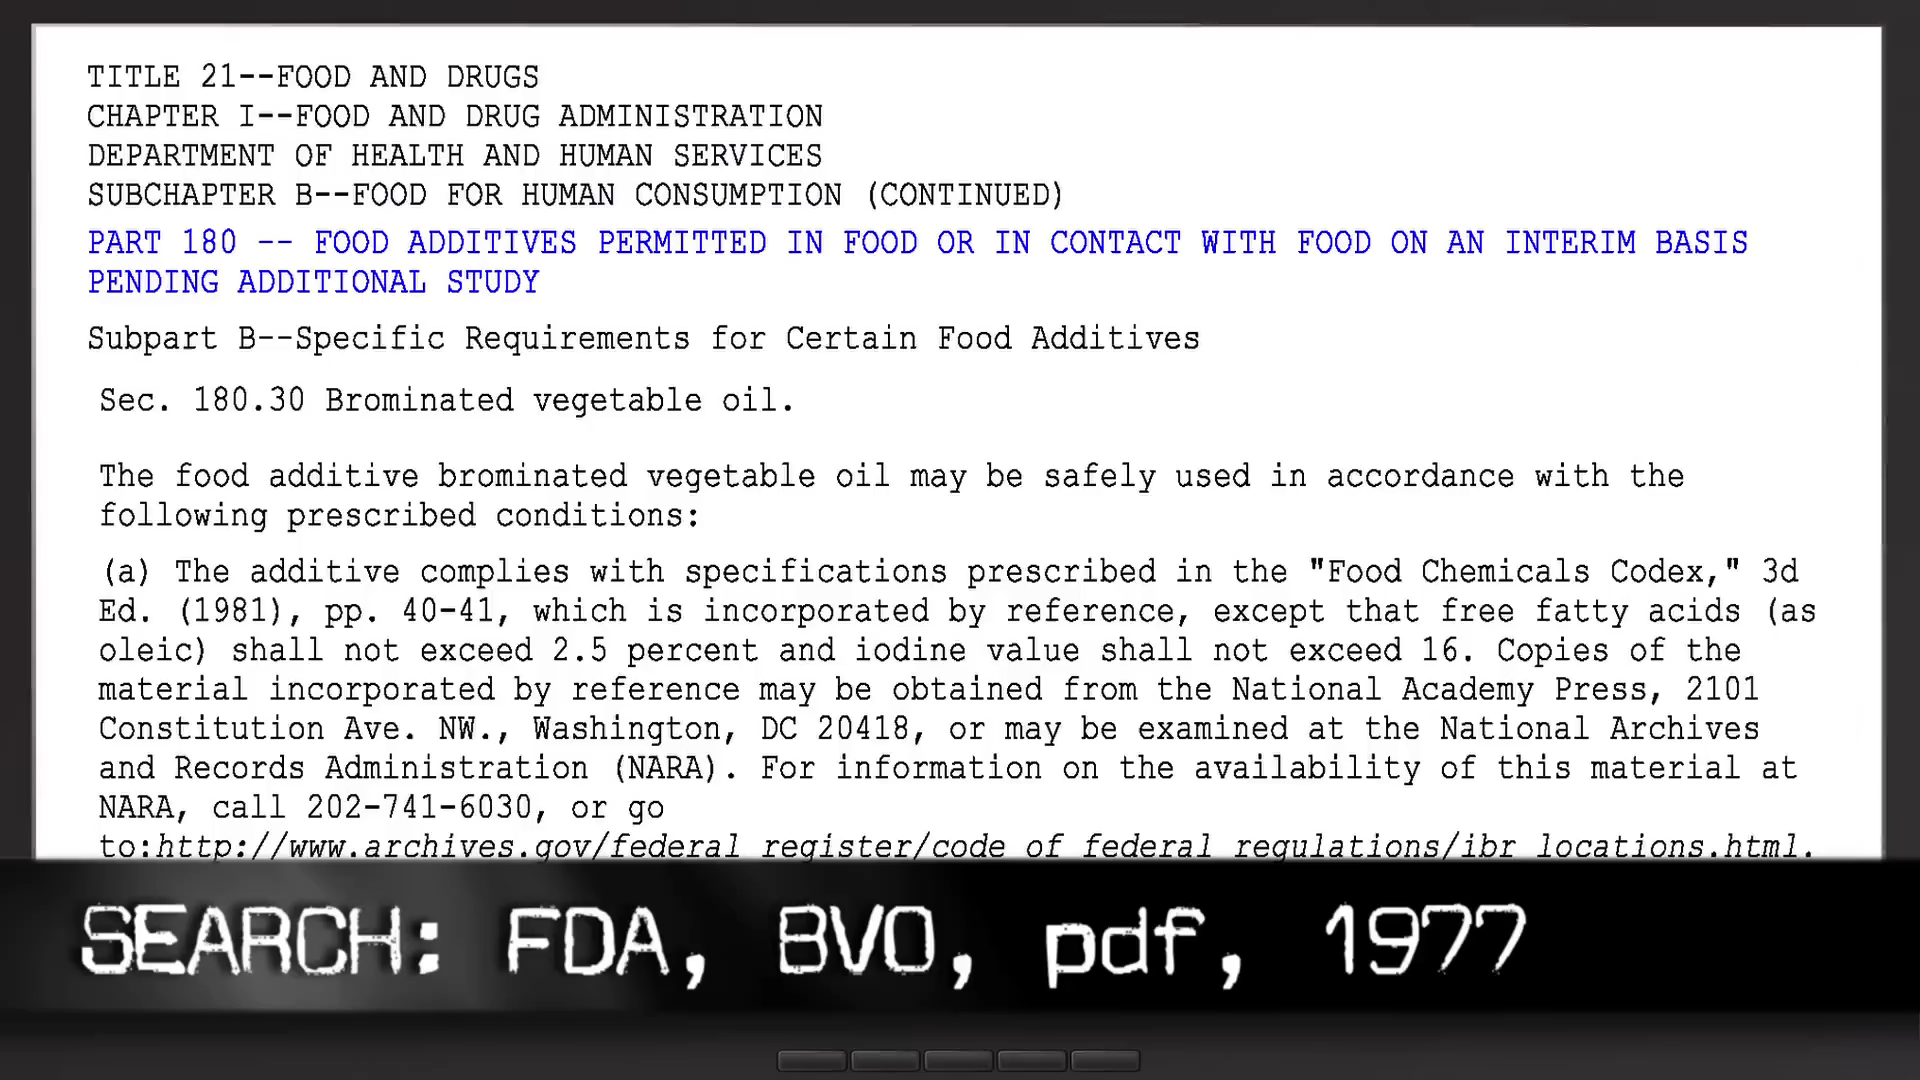 TITLE 21--FOOD AND DRUGS
CHAPTER I--FOOD AND DRUG ADMINISTRATION
DEPARTMENT OF HEALTH AND HUMAN SERVICES
SUBCHAPTER B--FOOD FOR HUMAN CONSUMPTION (CONTINUED)
PART 180 -- FOOD ADDITIVES PERMITTED IN FOOD OR IN CONTACT WITH FOOD ON AN INTERIM BASIS
PENDING ADDITIONAL STUDY
Subpart B--Specific Requirements for Certain Food Additives
Sec. 180.30 Brominated vegetable oil.
The food additive brominated vegetable oil may be safely used in accordance with the
following prescribed conditions:
(a) The additive complies with specifications prescribed in the "Food Chemicals Codex," 3d
Ed. (1981), pp. 40-41, which is incorporated by reference, except that free fatty acids (as
oleic) shall not exceed 2.5 percent and iodine value shall not exceed 16. Copies of the
material incorporated by reference may be obtained from the National Academy Press, 2101
Constitution Ave. NW., Washington, DC 20418, or may be examined at the National Archives
and Records Administration (NARA). For information on the availability of this material at
NARA, call 202-741-6030, or go
to:http://www.archives.gov/federal_register/code_of_federal_regulations/ibr_locations.html.
SEARCH: FDA, BVO, pdf, 1977